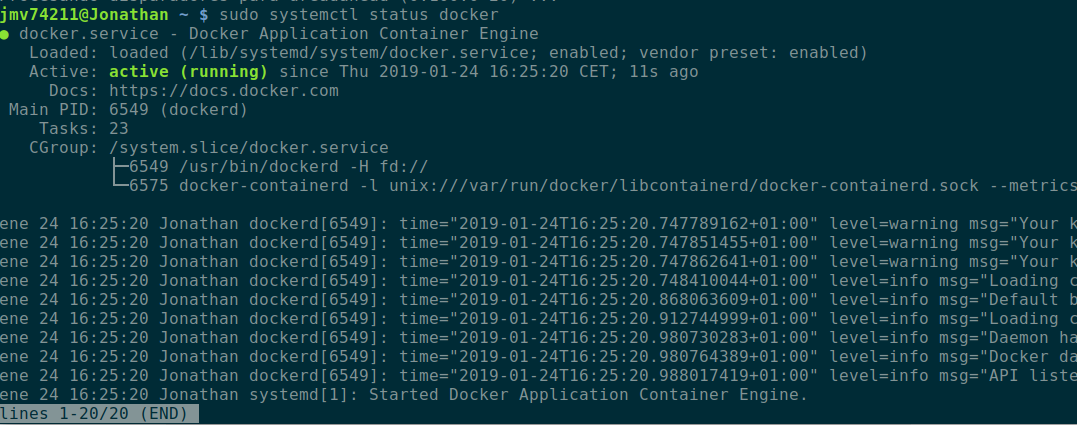 jmv74211@Jonathan ~ $ sudo systemctl status docker
● docker.service - Docker Application Container Engine
   Loaded: loaded (/lib/systemd/system/docker.service; enabled; vendor preset: enabled)
   Active: active (running) since Thu 2019-01-24 16:25:20 CET; 11s ago
     Docs: https://docs.docker.com
 Main PID: 6549 (dockerd)
    Tasks: 23
   CGroup: /system.slice/docker.service
           ├─6549 /usr/bin/dockerd -H fd://
           └─6575 docker-containerd -l unix:///var/run/docker/libcontainerd/docker-containerd.sock --metrics
ene 24 16:25:20 Jonathan dockerd[6549]: time="2019-01-24T16:25:20.747789162+01:00" level=warning msg="Your k
ene 24 16:25:20 Jonathan dockerd[6549]: time="2019-01-24T16:25:20.747851455+01:00" level=warning msg="Your k
ene 24 16:25:20 Jonathan dockerd[6549]: time="2019-01-24T16:25:20.747862641+01:00" level=warning msg="Your k
ene 24 16:25:20 Jonathan dockerd[6549]: time="2019-01-24T16:25:20.748410044+01:00" level=info msg="Loading c
ene 24 16:25:20 Jonathan dockerd[6549]: time="2019-01-24T16:25:20.868063609+01:00" level=info msg="Default b
ene 24 16:25:20 Jonathan dockerd[6549]: time="2019-01-24T16:25:20.912744999+01:00" level=info msg="Loading c
ene 24 16:25:20 Jonathan dockerd[6549]: time="2019-01-24T16:25:20.980730283+01:00" level=info msg="Daemon ha
ene 24 16:25:20 Jonathan dockerd[6549]: time="2019-01-24T16:25:20.980764389+01:00" level=info msg="Docker da
ene 24 16:25:20 Jonathan dockerd[6549]: time="2019-01-24T16:25:20.988017419+01:00" level=info msg="API liste
ene 24 16:25:20 Jonathan systemd[1]: Started Docker Application Container Engine.
lines 1-20/20 (END)